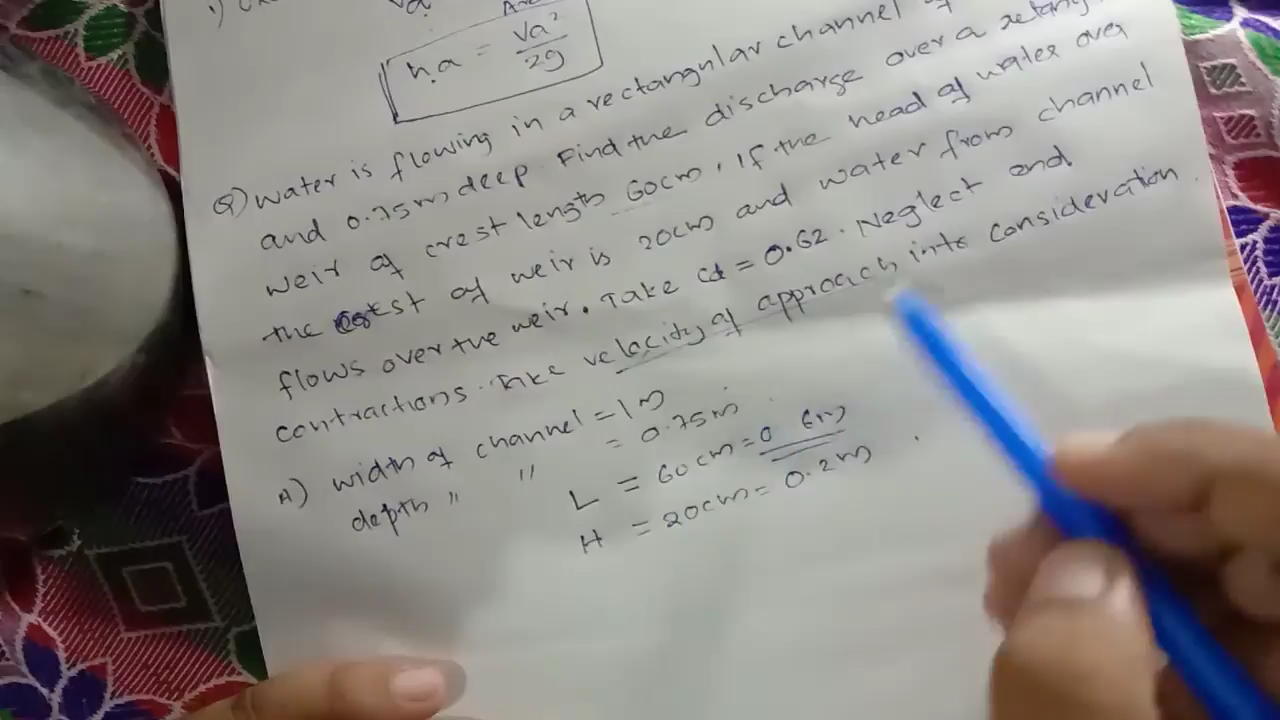 ha = Va²/2g
Q) Water is flowing in a rectangular channel
and 0.75m deep. Find the discharge over a
weir of crest length 60cm, If the head of water over
the crest of weir is 20cm and water from channel
flows over the weir. Take Cd = 0.62. Neglect end
contractions. Take velocity of approach into consideration.
A) width of channel = 1m
depth " " = 0.75m
L = 60cm = 0 6m
H = 20cm = 0.2m